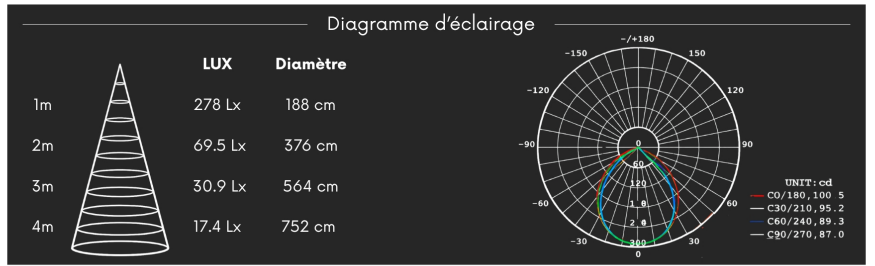 Diagramme d'éclairage
LUX Diamètre
1m 278 Lx 188 cm
2m 69.5 Lx 376 cm
3m 30.9 Lx 564 cm
4m 17.4 Lx 752 cm
-/+180
-150 150
-120 120
-90 0 90
60
120
-60 60
-30 300 30
0
UNIT:cd
C0/180,100 5
C30/210,95.2
C60/240,89.3
C90/270,87.0